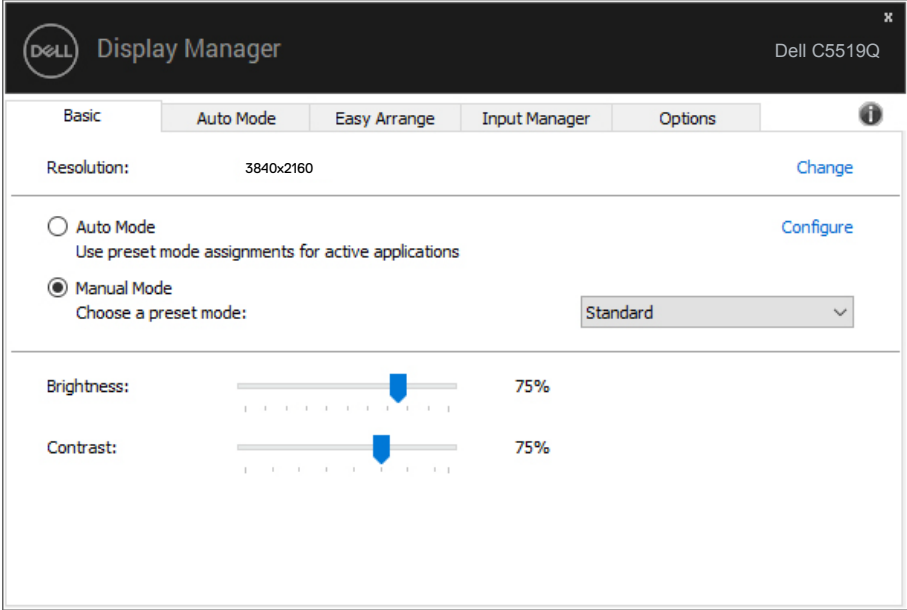 x
DELL Display Manager
Dell C5519Q
Basic Auto Mode Easy Arrange Input Manager Options i
Resolution: 3840x2160 Change
Auto Mode Configure
Use preset mode assignments for active applications
Manual Mode
Choose a preset mode: Standard
Brightness: 75%
Contrast: 75%